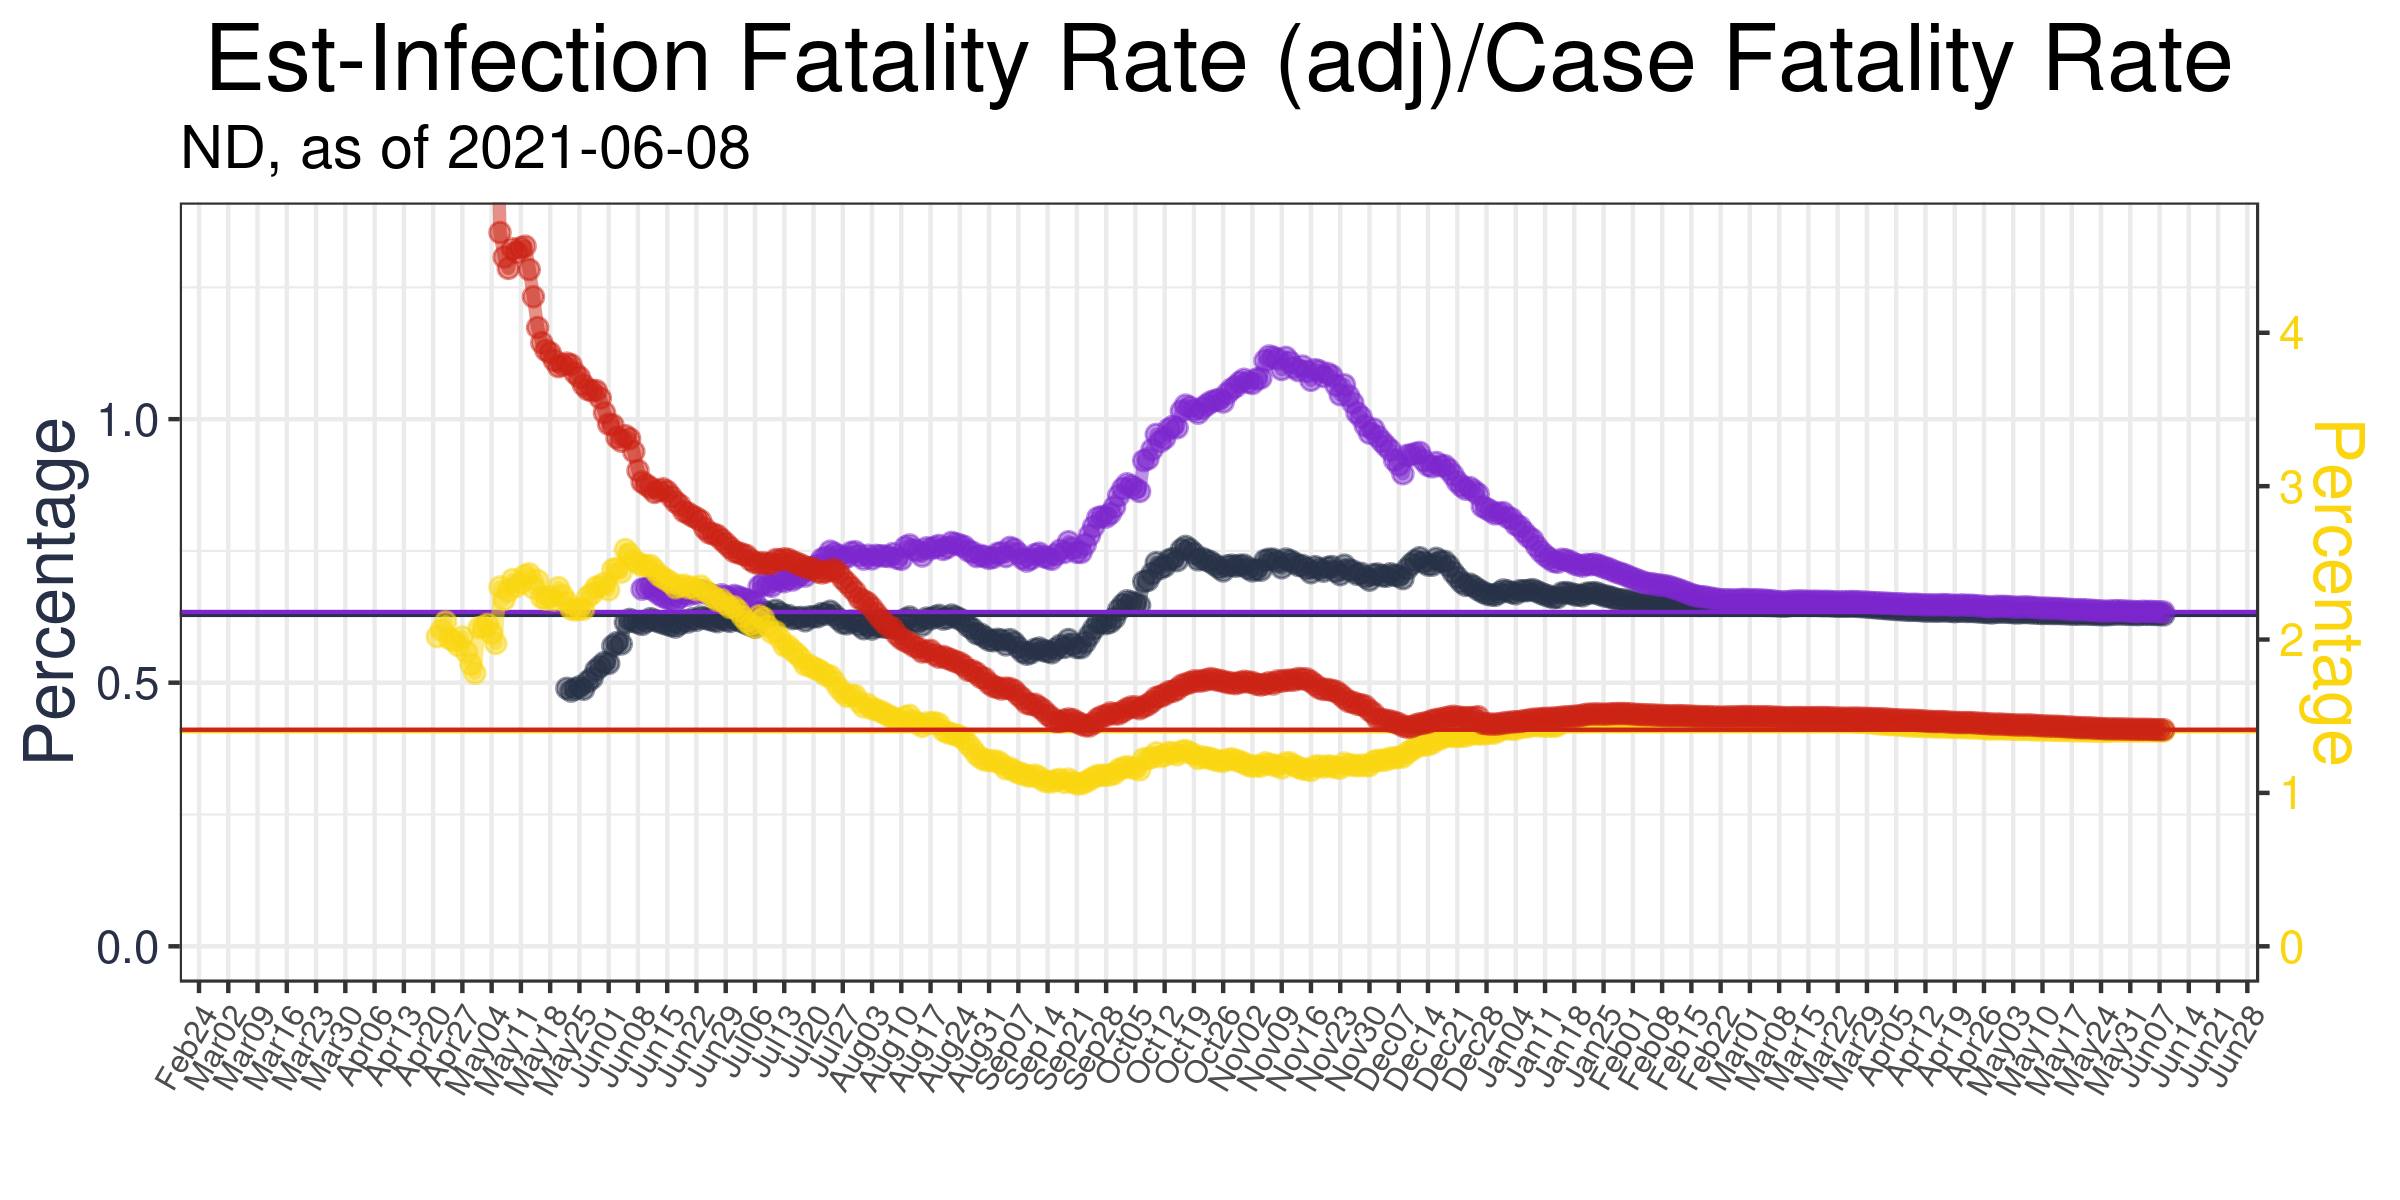 Est-Infection Fatality Rate (adj)/Case Fatality Rate
ND, as of 2021-06-08
Percentage
1.0
0.5
0.0
4
3
2
1
0
Percentage
Feb24
Mar02
Mar09
Mar16
Mar23
Mar30
Apr06
Apr13
Apr20
Apr27
May04
May11
May18
May25
Jun01
Jun08
Jun15
Jun22
Jun29
Jul06
Jul13
Jul20
Jul27
Aug03
Aug10
Aug17
Aug24
Aug31
Sep07
Sep14
Sep21
Sep28
Oct05
Oct12
Oct19
Oct26
Nov02
Nov09
Nov16
Nov23
Nov30
Dec07
Dec14
Dec21
Dec28
Jan04
Jan11
Jan18
Jan25
Feb01
Feb08
Feb15
Feb22
Mar01
Mar08
Mar15
Mar22
Mar29
Apr05
Apr12
Apr19
Apr26
May03
May10
May17
May24
May31
Jun07
Jun14
Jun21
Jun28